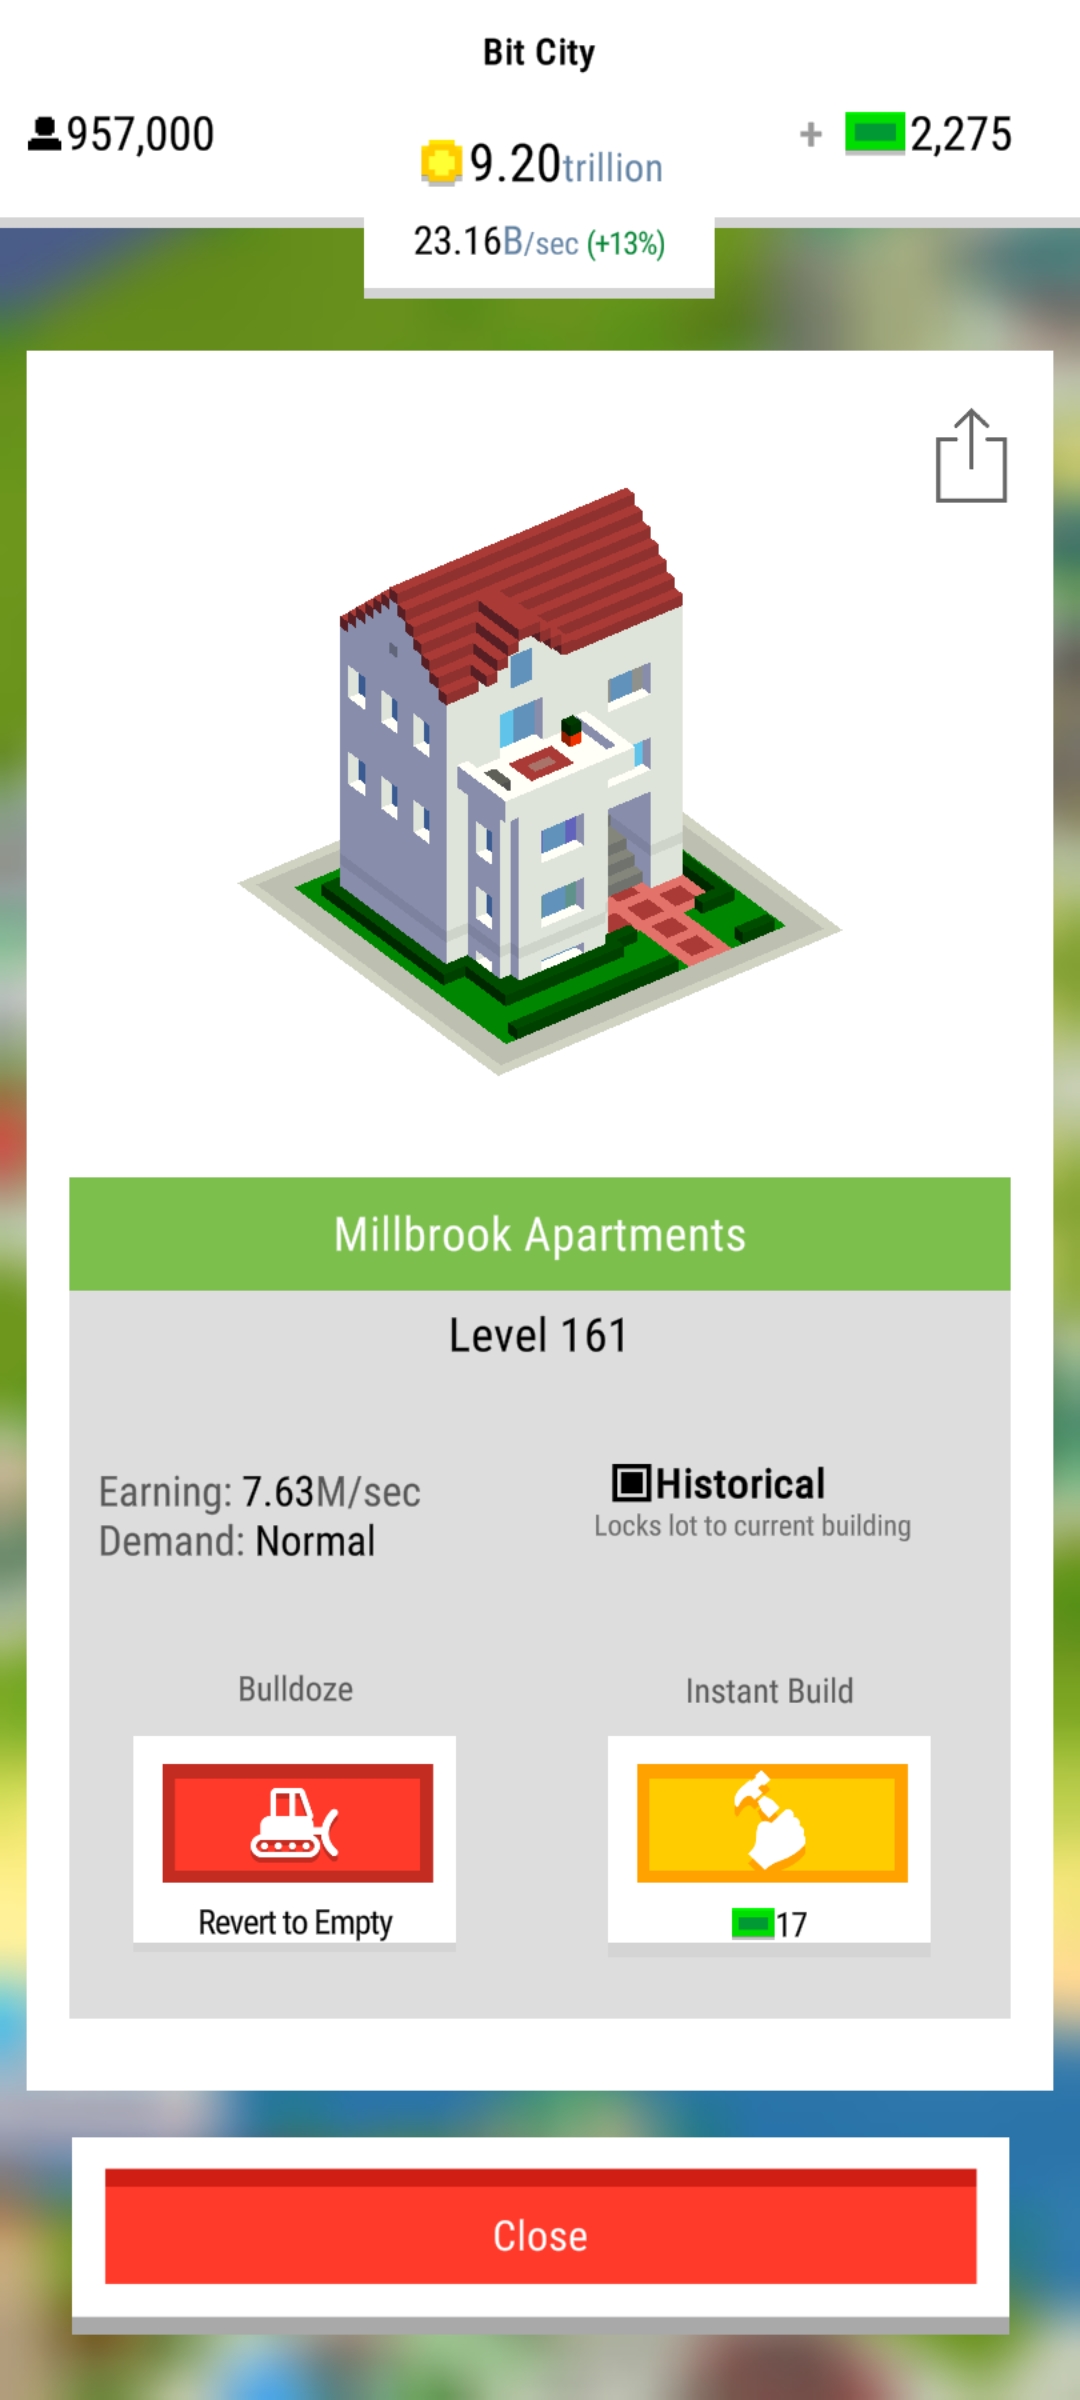 Bit City
957,000
9.20trillion
+ 2,275
23.16B/sec (+13%)
Millbrook Apartments
Level 161
Earning: 7.63M/sec
Demand: Normal
Historical
Locks lot to current building
Bulldoze
Revert to Empty
Instant Build
17
Close